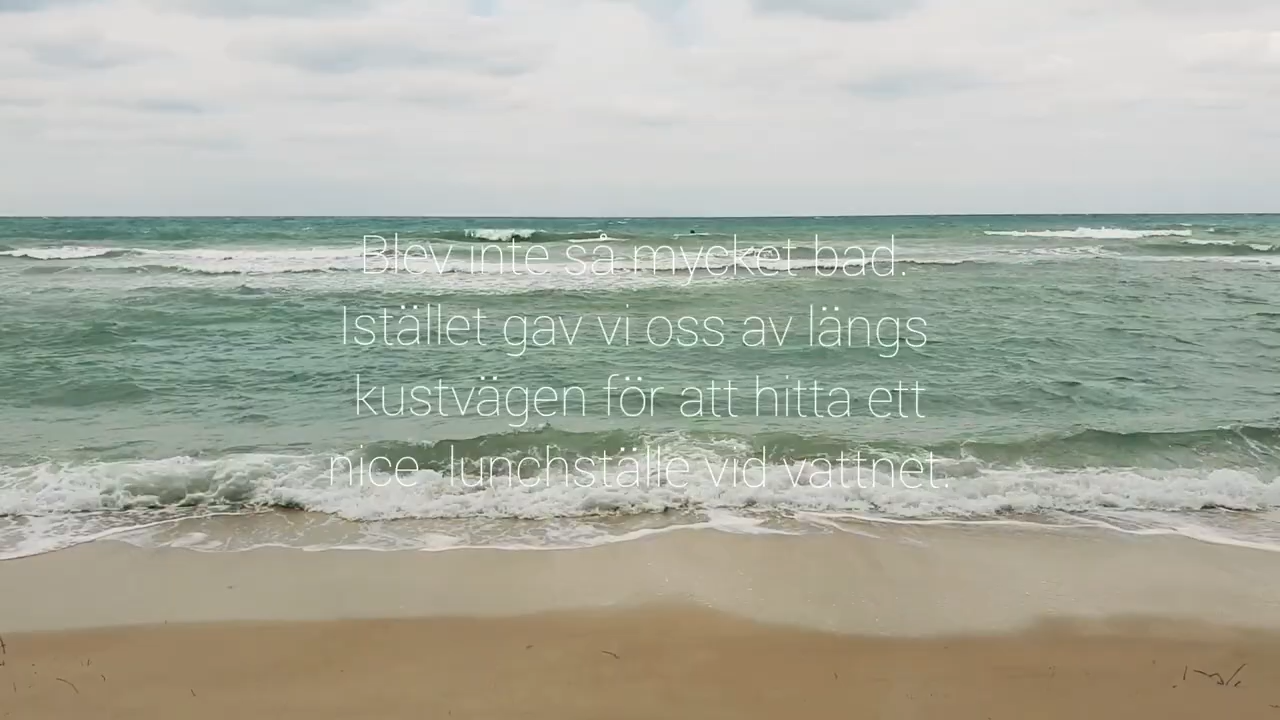 Blev inte så mycket bad.
Istället gav vi oss av längs
kustvägen för att hitta ett
nice lunchställe vid vattnet.